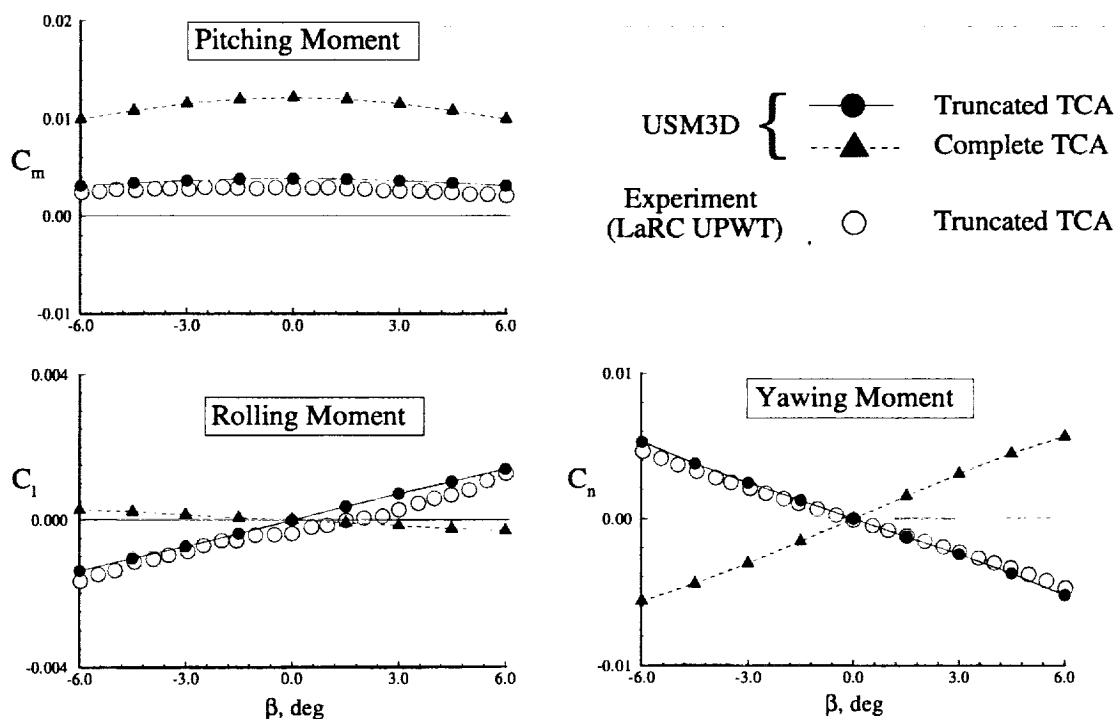 0.02
Pitching Moment
0.01
C_m
0.00
-0.01
-6.0 -3.0 0.0 3.0 6.0
USM3D { Truncated TCA
Complete TCA
Experiment
(LaRC UPWT) Truncated TCA
0.004
Rolling Moment
C_l
0.000
-0.004
-6.0 -3.0 0.0 3.0 6.0
β, deg
0.01
Yawing Moment
C_n
0.00
-0.01
-6.0 -3.0 0.0 3.0 6.0
β, deg